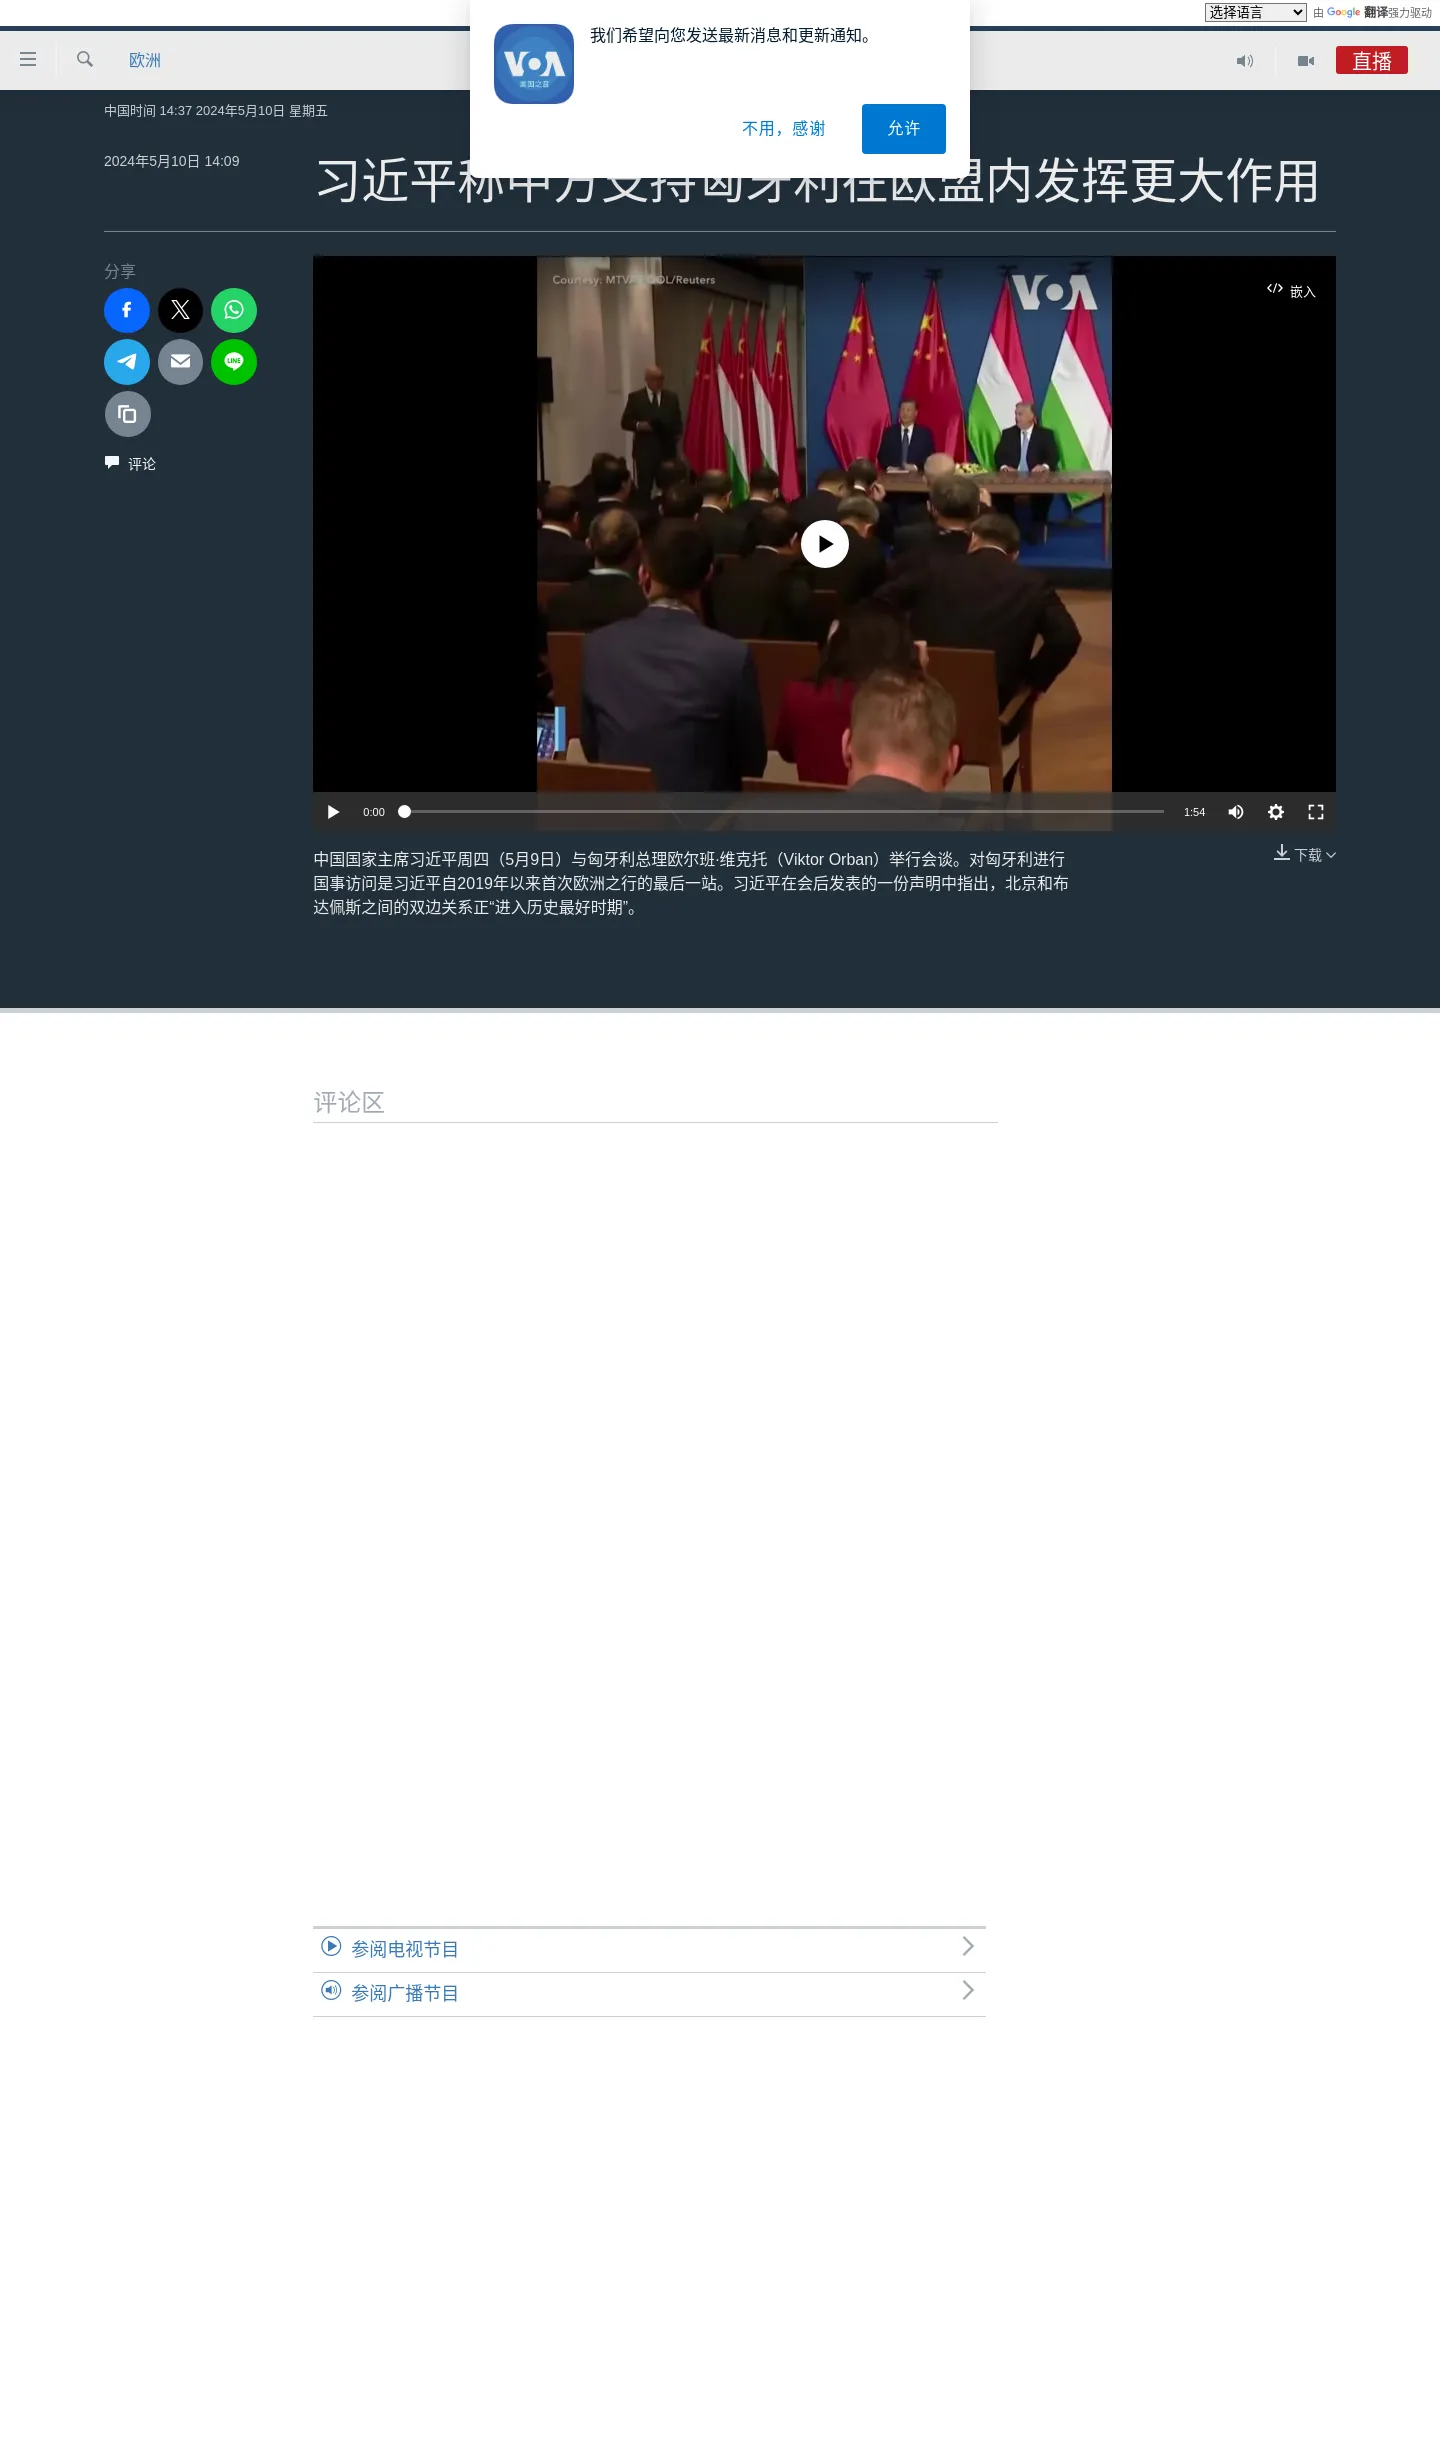 选择语言
由 Google 翻译强力驱动
我们希望向您发送最新消息和更新通知。
VOA
美国之音
不用，感谢
允许
欧洲
直播
中国时间 14:37 2024年5月10日 星期五
2024年5月10日 14:09
习近平称中方支持匈牙利在欧盟内发挥更大作用
分享
LINE
评论
Courtesy: MTVA POOL/Reuters
VOA
嵌入
0:00
1:54
中国国家主席习近平周四（5月9日）与匈牙利总理欧尔班·维克托（Viktor Orban）举行会谈。对匈牙利进行
国事访问是习近平自2019年以来首次欧洲之行的最后一站。习近平在会后发表的一份声明中指出，北京和布
达佩斯之间的双边关系正“进入历史最好时期”。
下载
评论区
参阅电视节目
参阅广播节目